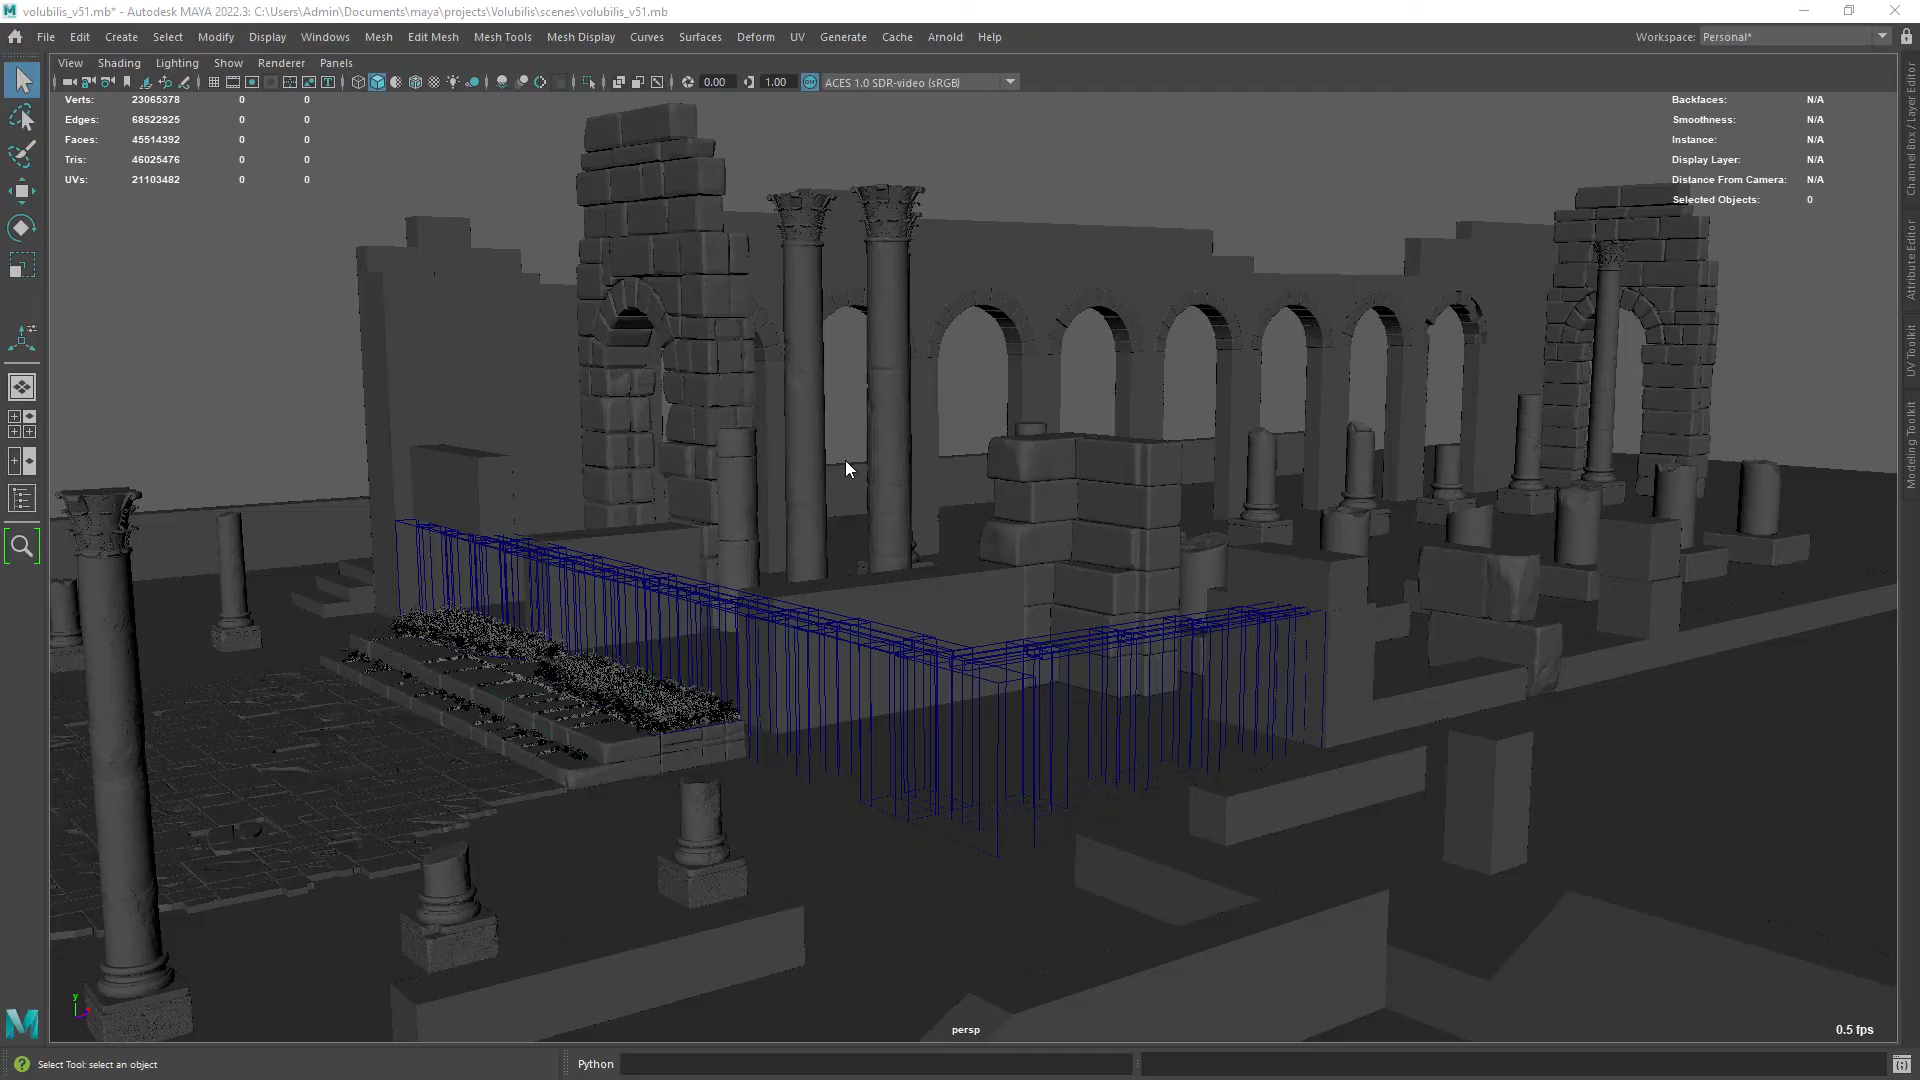 volubilis_v51.mb* - Autodesk MAYA 2022.3: C:\Users\Admin\Documents\maya\projects\Volubilis\scenes\volubilis_v51.mb
File Edit Create Select Modify Display Windows Mesh Edit Mesh Mesh Tools Mesh Display Curves Surfaces Deform UV Generate Cache Arnold Help
Workspace: Personal*
View Shading Lighting Show Renderer Panels
0.00 1.00 ACES 1.0 SDR-video (sRGB)
Verts: 23065378 0 0
Edges: 68522925 0 0
Faces: 45514392 0 0
Tris: 46025476 0 0
UVs: 21103482 0 0
Backfaces: N/A
Smoothness: N/A
Instance: N/A
Display Layer: N/A
Distance From Camera: N/A
Selected Objects: 0
Channel Box / Layer Editor
Attribute Editor
UV Toolkit
Modeling Toolkit
y
persp
0.5 fps
Select Tool: select an object
Python